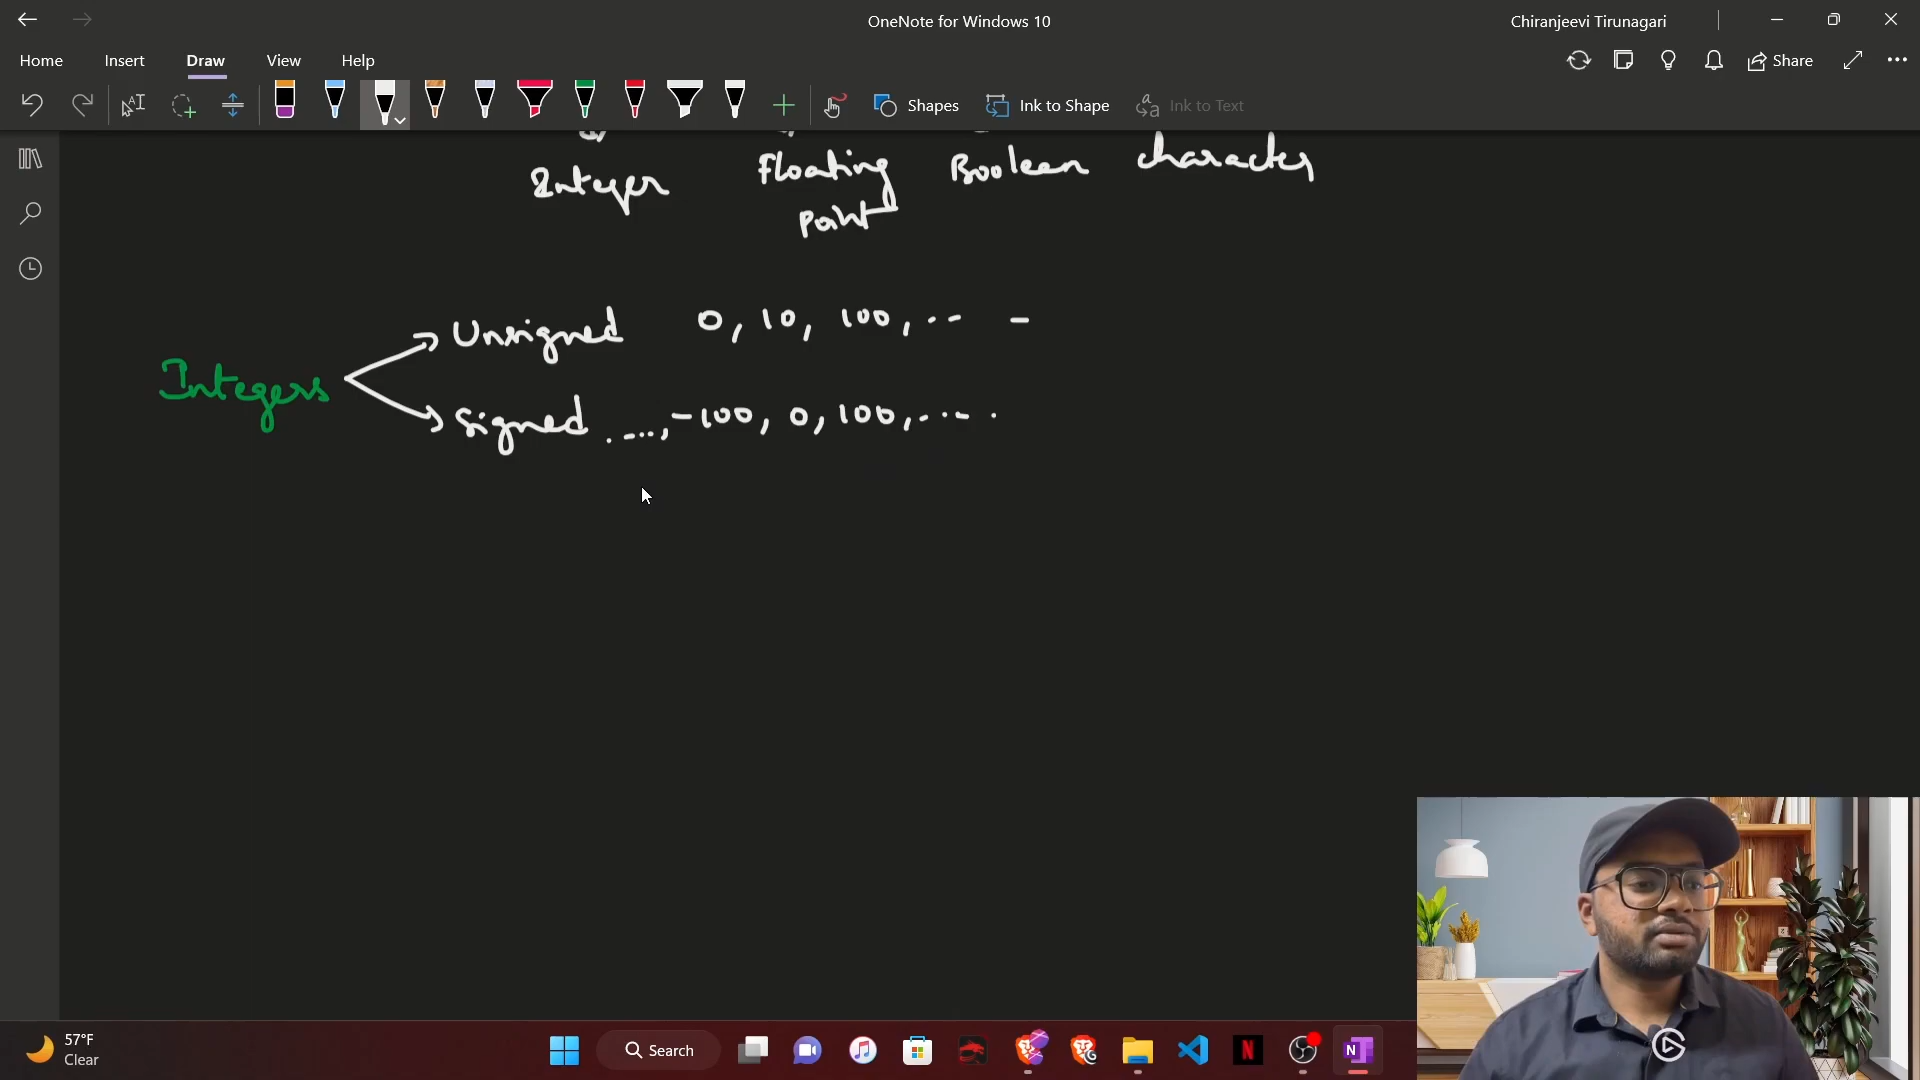 OneNote for Windows 10
Chiranjeevi Tirunagari
Home Insert Draw View Help
Share
Shapes
Ink to Shape
Ink to Text
Integer
Floating
Point
Boolean
character
Integers
Unsigned 0, 10, 100, .. -
Signed ....,-100, 0, 100,.... .
57°F
Clear
Search